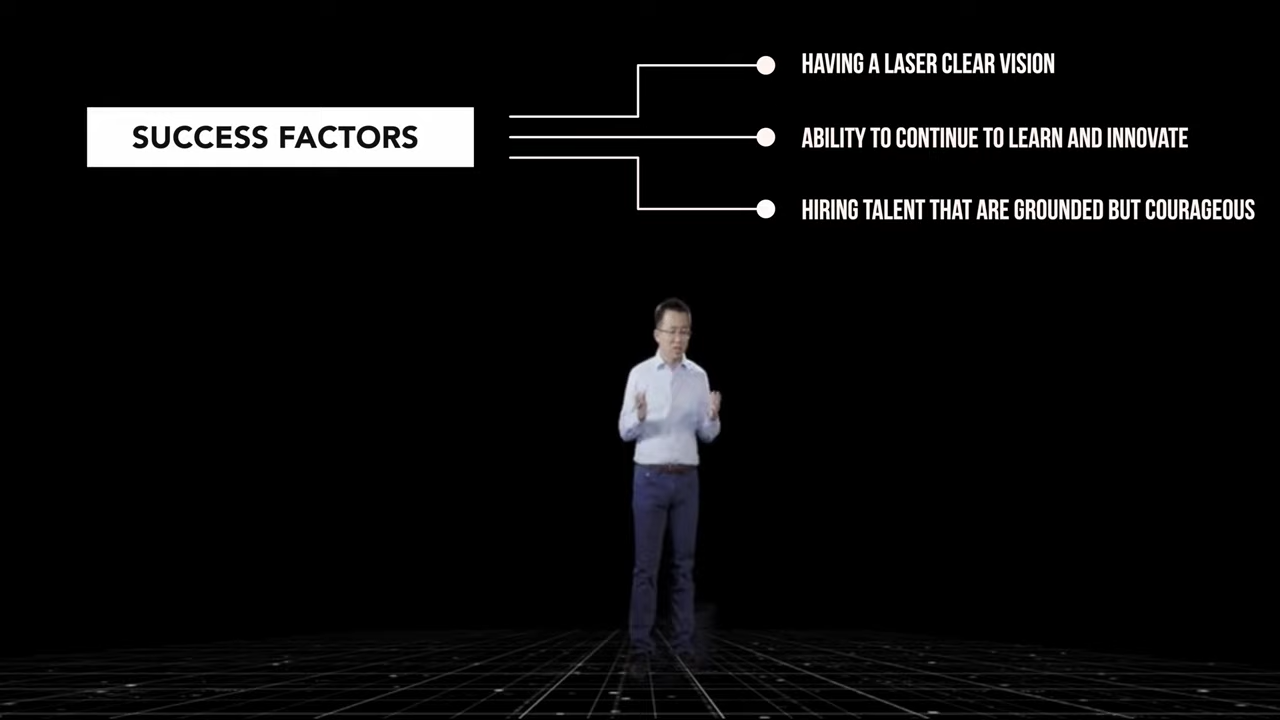 SUCCESS FACTORS
HAVING A LASER CLEAR VISION
ABILITY TO CONTINUE TO LEARN AND INNOVATE
HIRING TALENT THAT ARE GROUNDED BUT COURAGEOUS